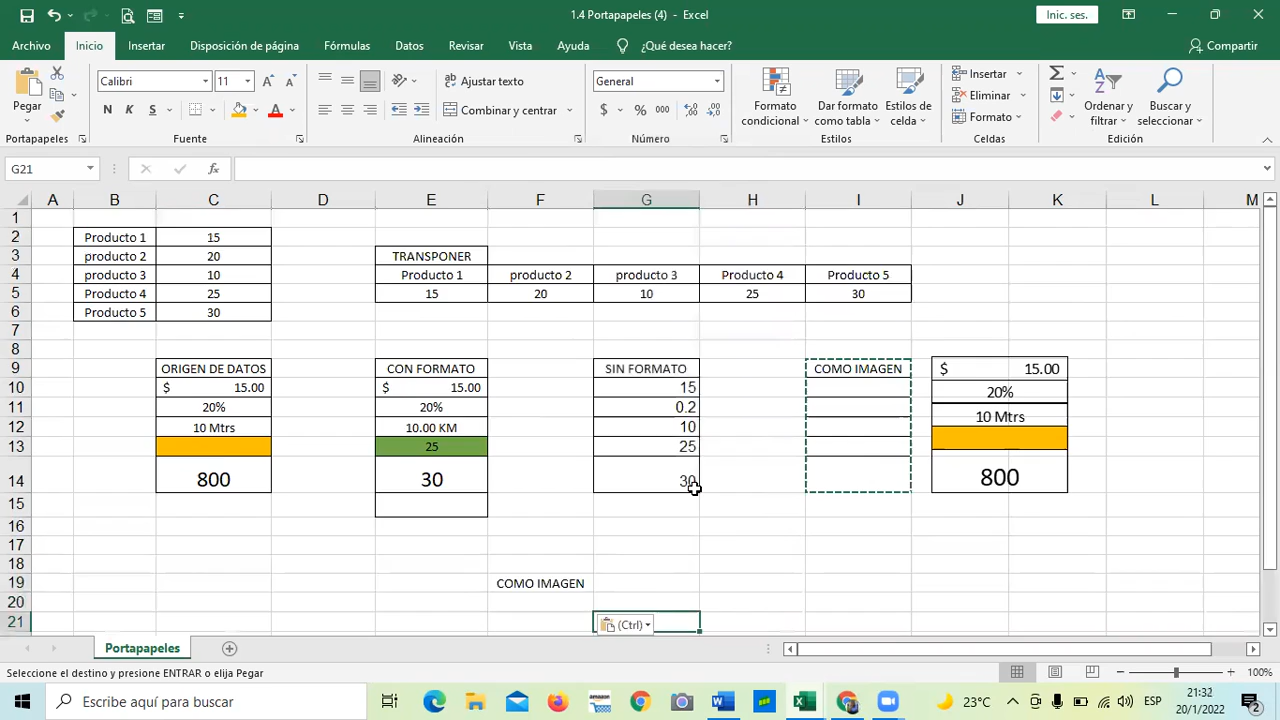 1.4 Portapapeles (4) - Excel
Inic. ses.
Archivo Inicio Insertar Disposición de página Fórmulas Datos Revisar Vista Ayuda ¿Qué desea hacer? Compartir
Pegar
Calibri 11
N K S
Ajustar texto
Combinar y centrar
General
$ % 000
Formato condicional
Dar formato como tabla
Estilos de celda
Insertar
Eliminar
Formato
Ordenar y filtrar
Buscar y seleccionar
Portapapeles Fuente Alineación Número Estilos Celdas Edición
G21 fx
A B C D E F G H I J K L M
1
2 Producto 1 15
3 producto 2 20 TRANSPONER
4 producto 3 10 Producto 1 producto 2 producto 3 Producto 4 Producto 5
5 Producto 4 25 15 20 10 25 30
6 Producto 5 30
7
8
9 ORIGEN DE DATOS CON FORMATO SIN FORMATO COMO IMAGEN $ 15.00
10 $ 15.00 $ 15.00 15
11 20% 20% 0.2 20%
12 10 Mtrs 10.00 KM 10 10 Mtrs
13 25 25
14 800 30 30 800
15
16
17
18
19 COMO IMAGEN
20
21 (Ctrl)
Portapapeles
Seleccione el destino y presione ENTRAR o elija Pegar
100%
Escribe aquí para buscar
23°C
ESP
21:32
20/1/2022
2